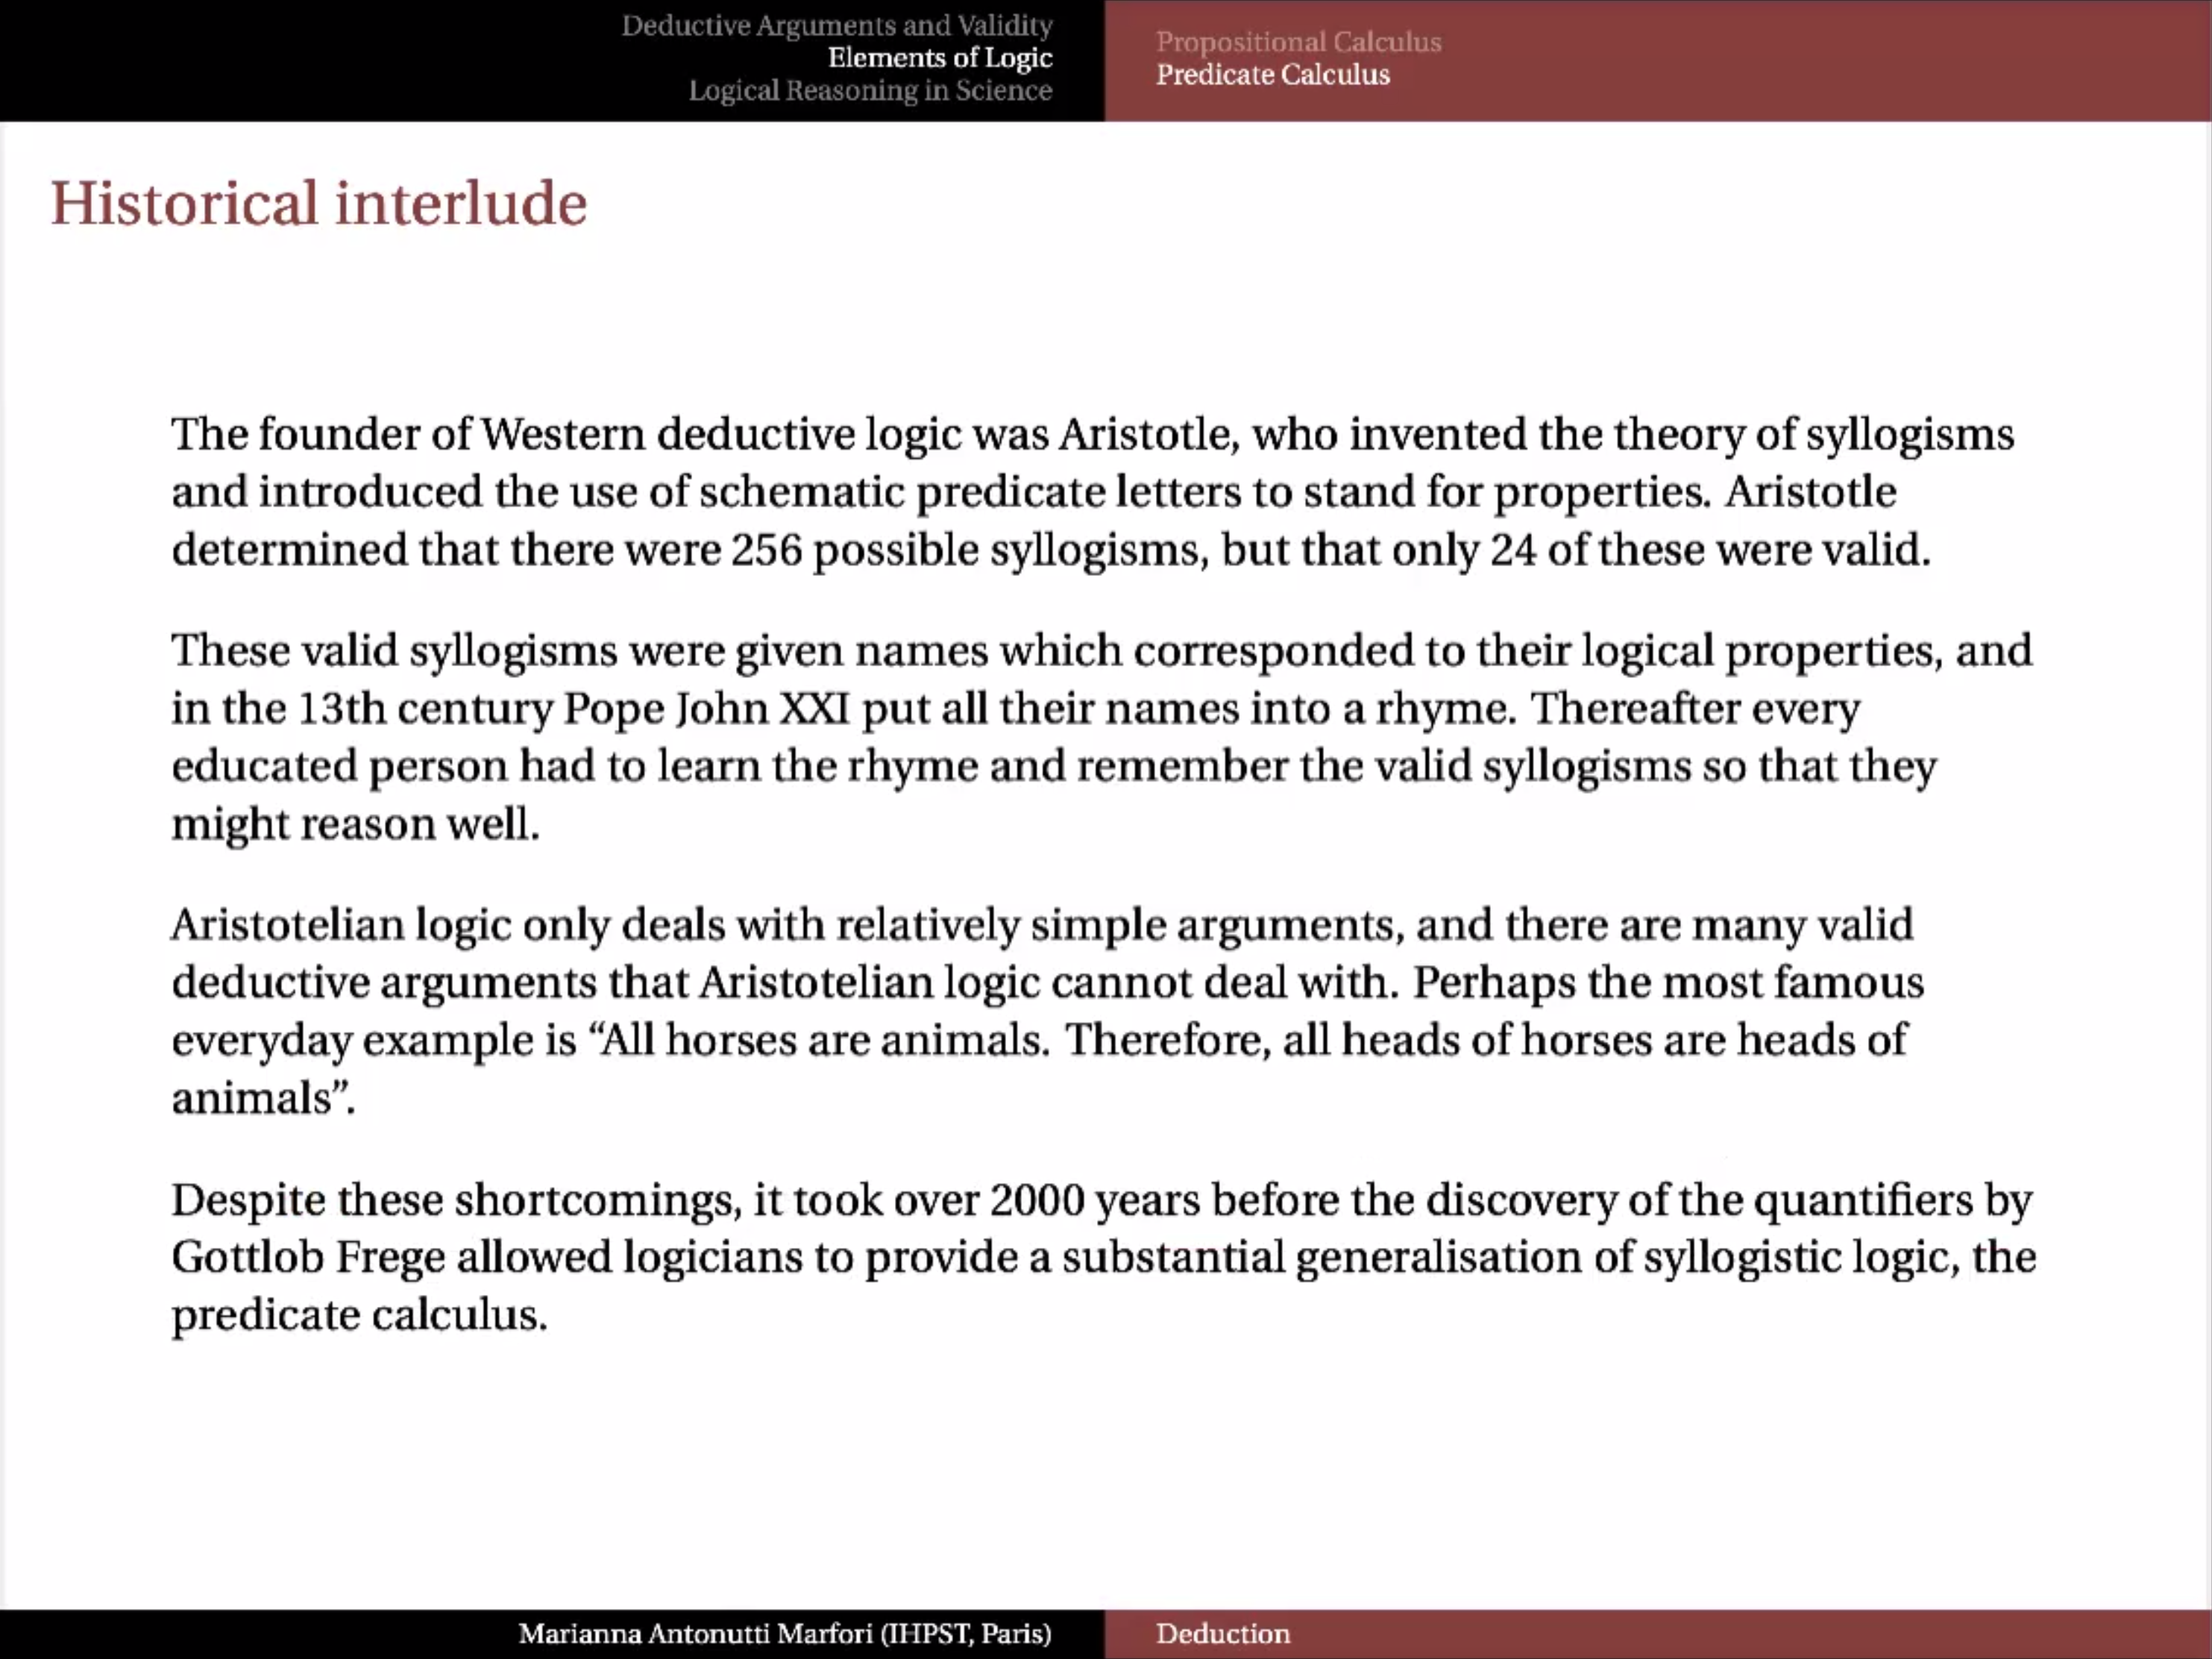 Deductive Arguments and Validity
Elements of Logic
Logical Reasoning in Science
Propositional Calculus
Predicate Calculus
Historical interlude
The founder of Western deductive logic was Aristotle, who invented the theory of syllogisms
and introduced the use of schematic predicate letters to stand for properties. Aristotle
determined that there were 256 possible syllogisms, but that only 24 of these were valid.
These valid syllogisms were given names which corresponded to their logical properties, and
in the 13th century Pope John XXI put all their names into a rhyme. Thereafter every
educated person had to learn the rhyme and remember the valid syllogisms so that they
might reason well.
Aristotelian logic only deals with relatively simple arguments, and there are many valid
deductive arguments that Aristotelian logic cannot deal with. Perhaps the most famous
everyday example is “All horses are animals. Therefore, all heads of horses are heads of
animals”.
Despite these shortcomings, it took over 2000 years before the discovery of the quantifiers by
Gottlob Frege allowed logicians to provide a substantial generalisation of syllogistic logic, the
predicate calculus.
Marianna Antonutti Marfori (IHPST, Paris)
Deduction